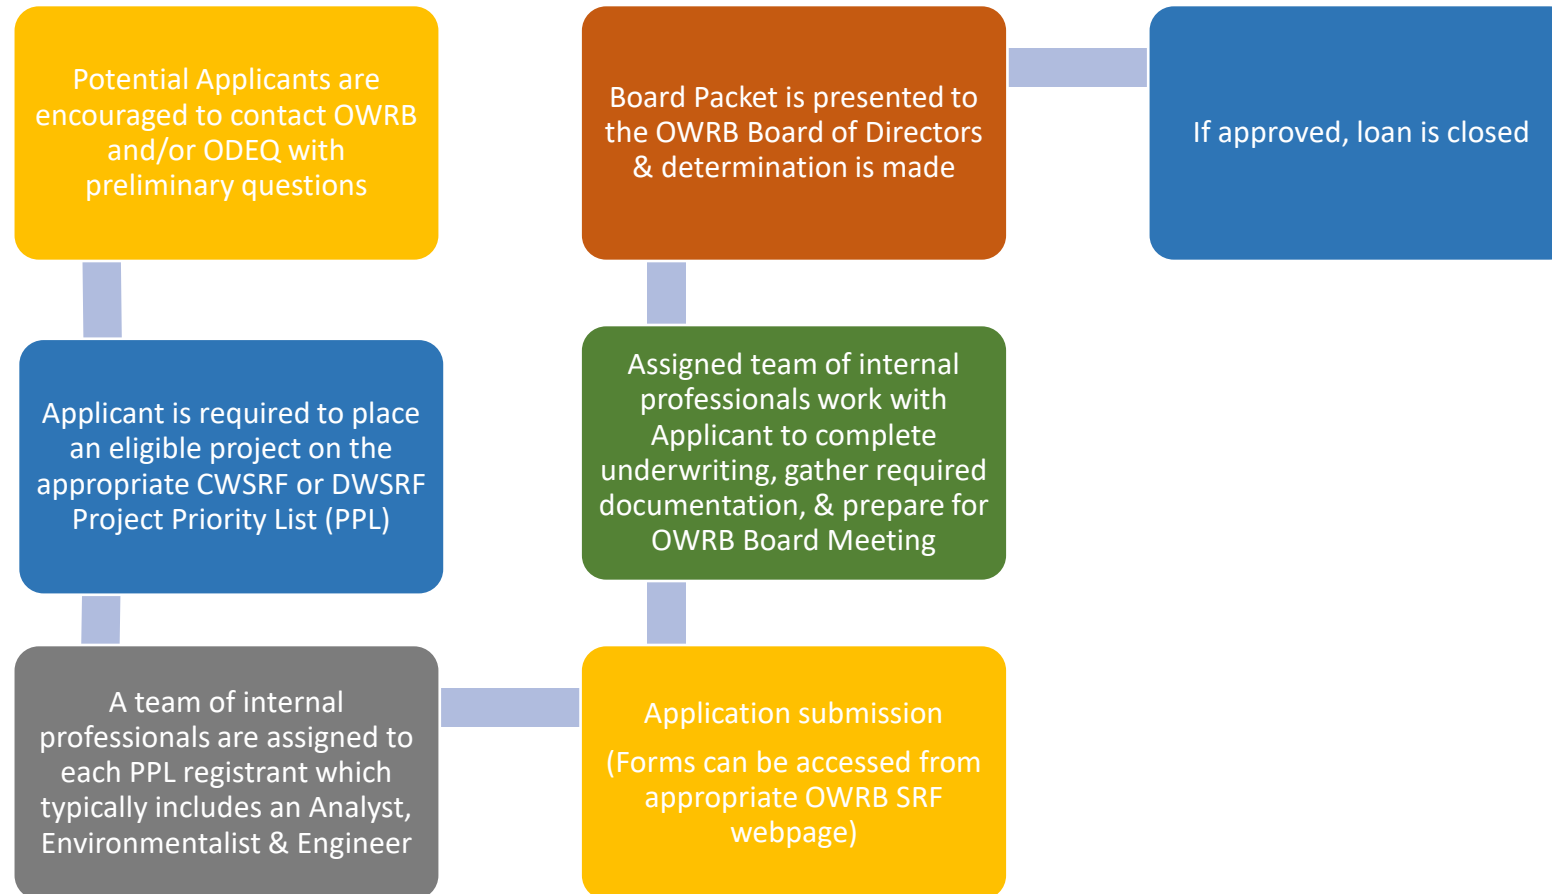 Potential Applicants are
encouraged to contact OWRB
and/or ODEQ with
preliminary questions
Applicant is required to place
an eligible project on the
appropriate CWSRF or DWSRF
Project Priority List (PPL)
A team of internal
professionals are assigned to
each PPL registrant which
typically includes an Analyst,
Environmentalist & Engineer
Application submission
(Forms can be accessed from
appropriate OWRB SRF
webpage)
Assigned team of internal
professionals work with
Applicant to complete
underwriting, gather required
documentation, & prepare for
OWRB Board Meeting
Board Packet is presented to
the OWRB Board of Directors
& determination is made
If approved, loan is closed